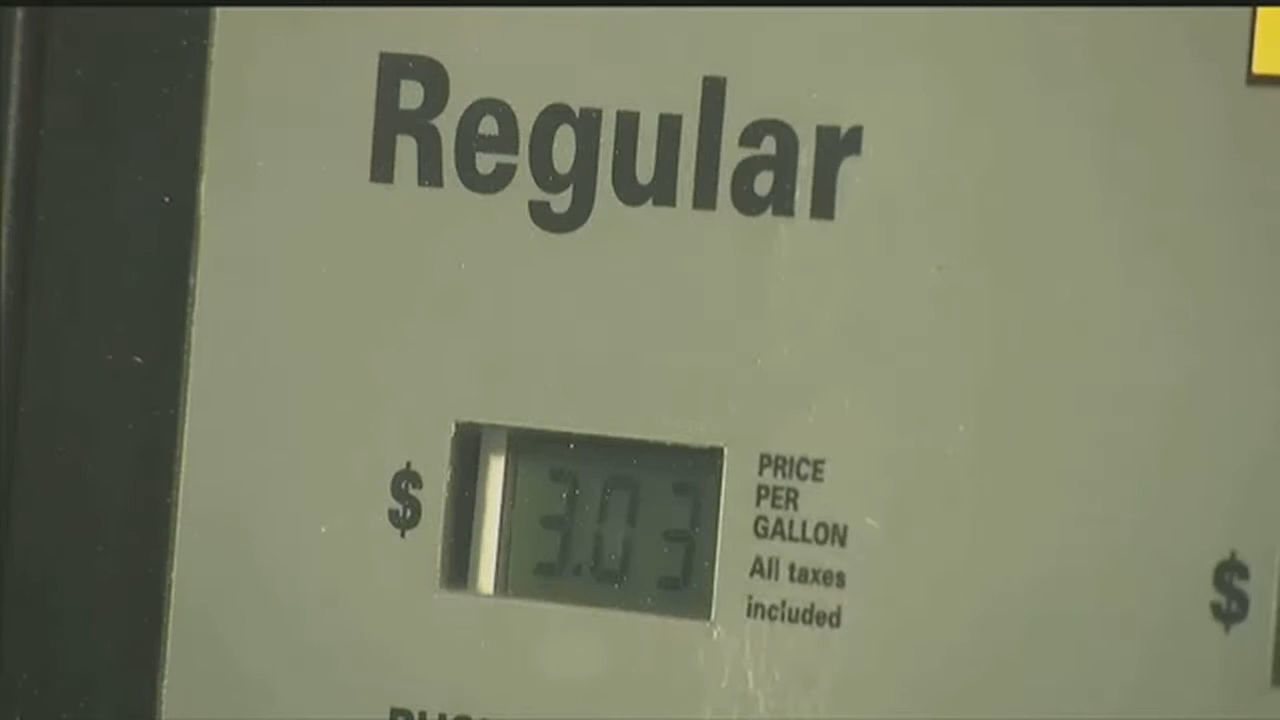 Regular
$ 3.03
PRICE
PER
GALLON
All taxes
included
$